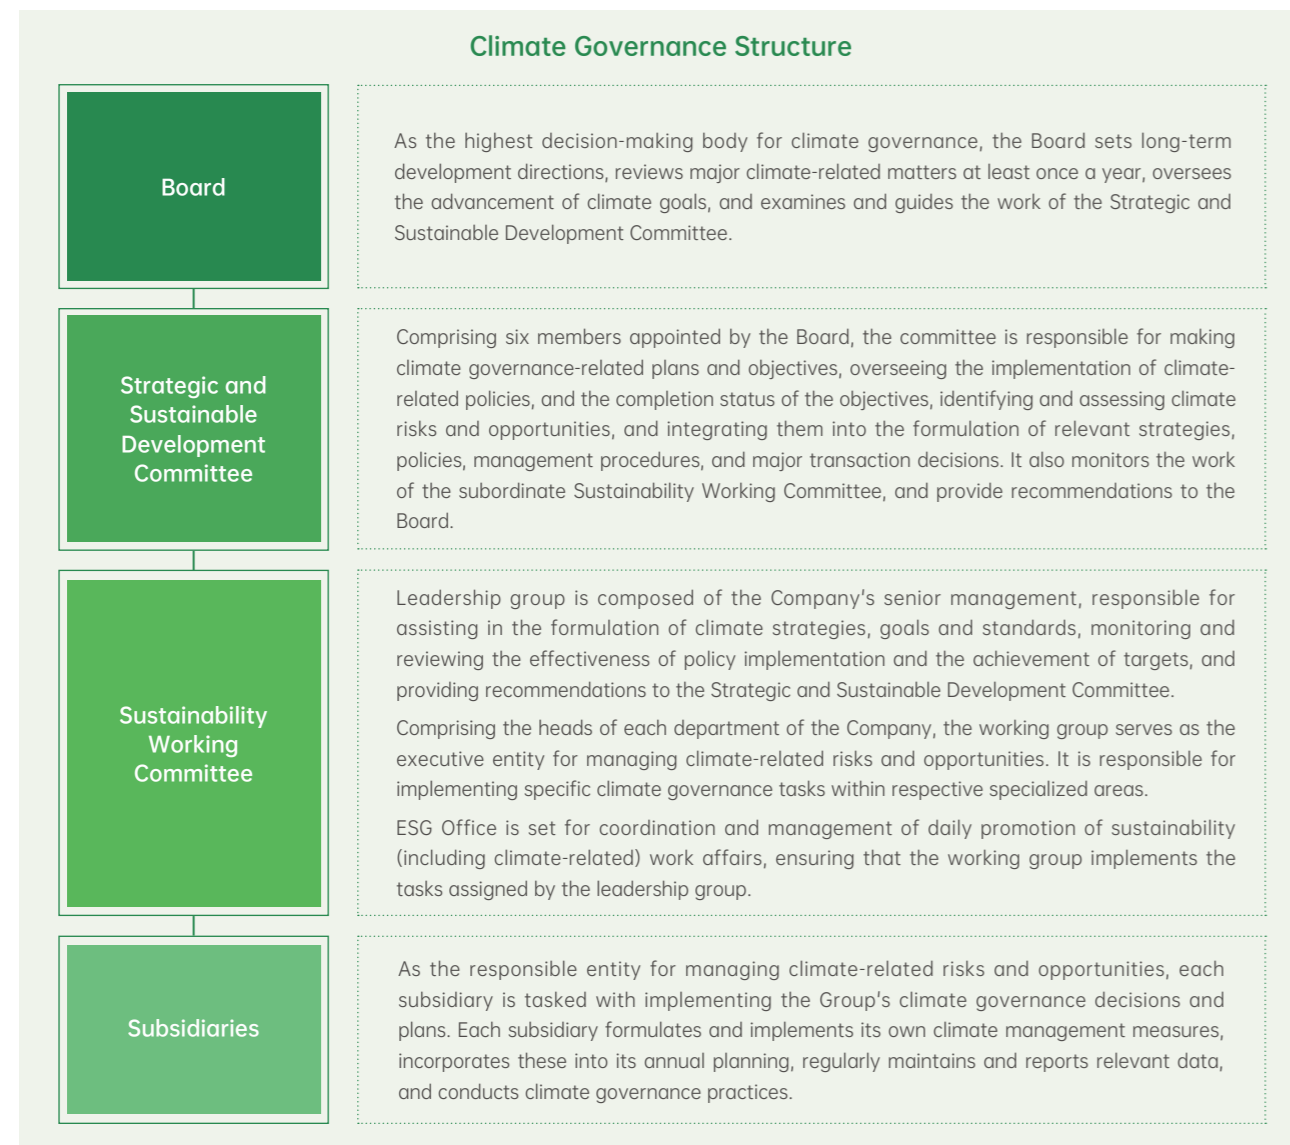 Climate Governance Structure
Board
As the highest decision-making body for climate governance, the Board sets long-term
development directions, reviews major climate-related matters at least once a year, oversees
the advancement of climate goals, and examines and guides the work of the Strategic and
Sustainable Development Committee.
Strategic and
Sustainable
Development
Committee
Comprising six members appointed by the Board, the committee is responsible for making
climate governance-related plans and objectives, overseeing the implementation of climate-
related policies, and the completion status of the objectives, identifying and assessing climate
risks and opportunities, and integrating them into the formulation of relevant strategies,
policies, management procedures, and major transaction decisions. It also monitors the work
of the subordinate Sustainability Working Committee, and provide recommendations to the
Board.
Sustainability
Working
Committee
Leadership group is composed of the Company's senior management, responsible for
assisting in the formulation of climate strategies, goals and standards, monitoring and
reviewing the effectiveness of policy implementation and the achievement of targets, and
providing recommendations to the Strategic and Sustainable Development Committee.
Comprising the heads of each department of the Company, the working group serves as the
executive entity for managing climate-related risks and opportunities. It is responsible for
implementing specific climate governance tasks within respective specialized areas.
ESG Office is set for coordination and management of daily promotion of sustainability
(including climate-related) work affairs, ensuring that the working group implements the
tasks assigned by the leadership group.
Subsidiaries
As the responsible entity for managing climate-related risks and opportunities, each
subsidiary is tasked with implementing the Group's climate governance decisions and
plans. Each subsidiary formulates and implements its own climate management measures,
incorporates these into its annual planning, regularly maintains and reports relevant data,
and conducts climate governance practices.